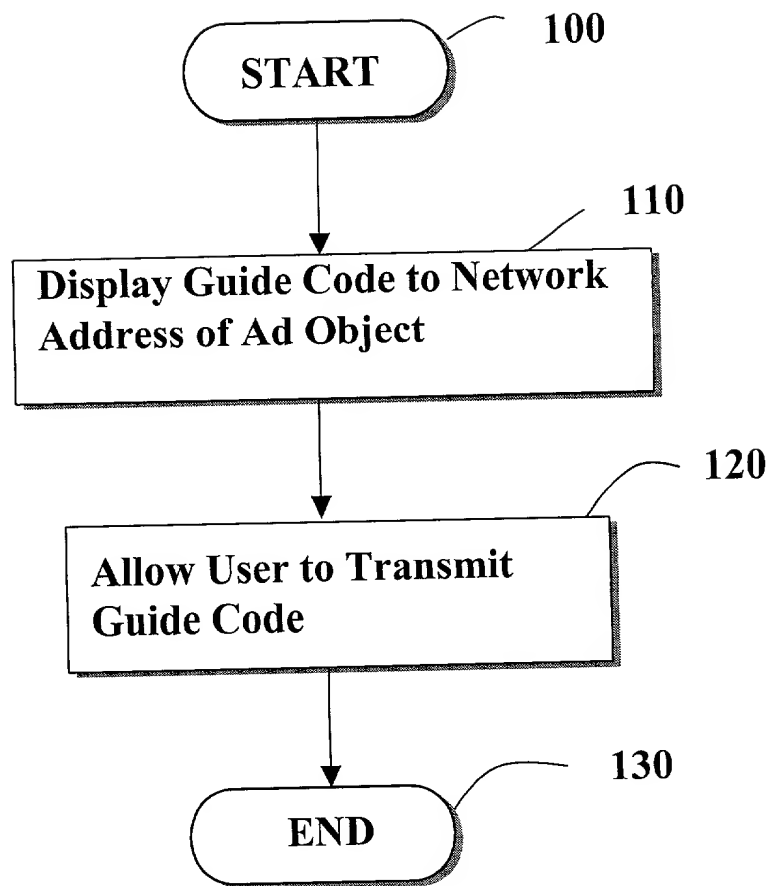 100
START
110
Display Guide Code to Network
Address of Ad Object
120
Allow User to Transmit
Guide Code
130
END